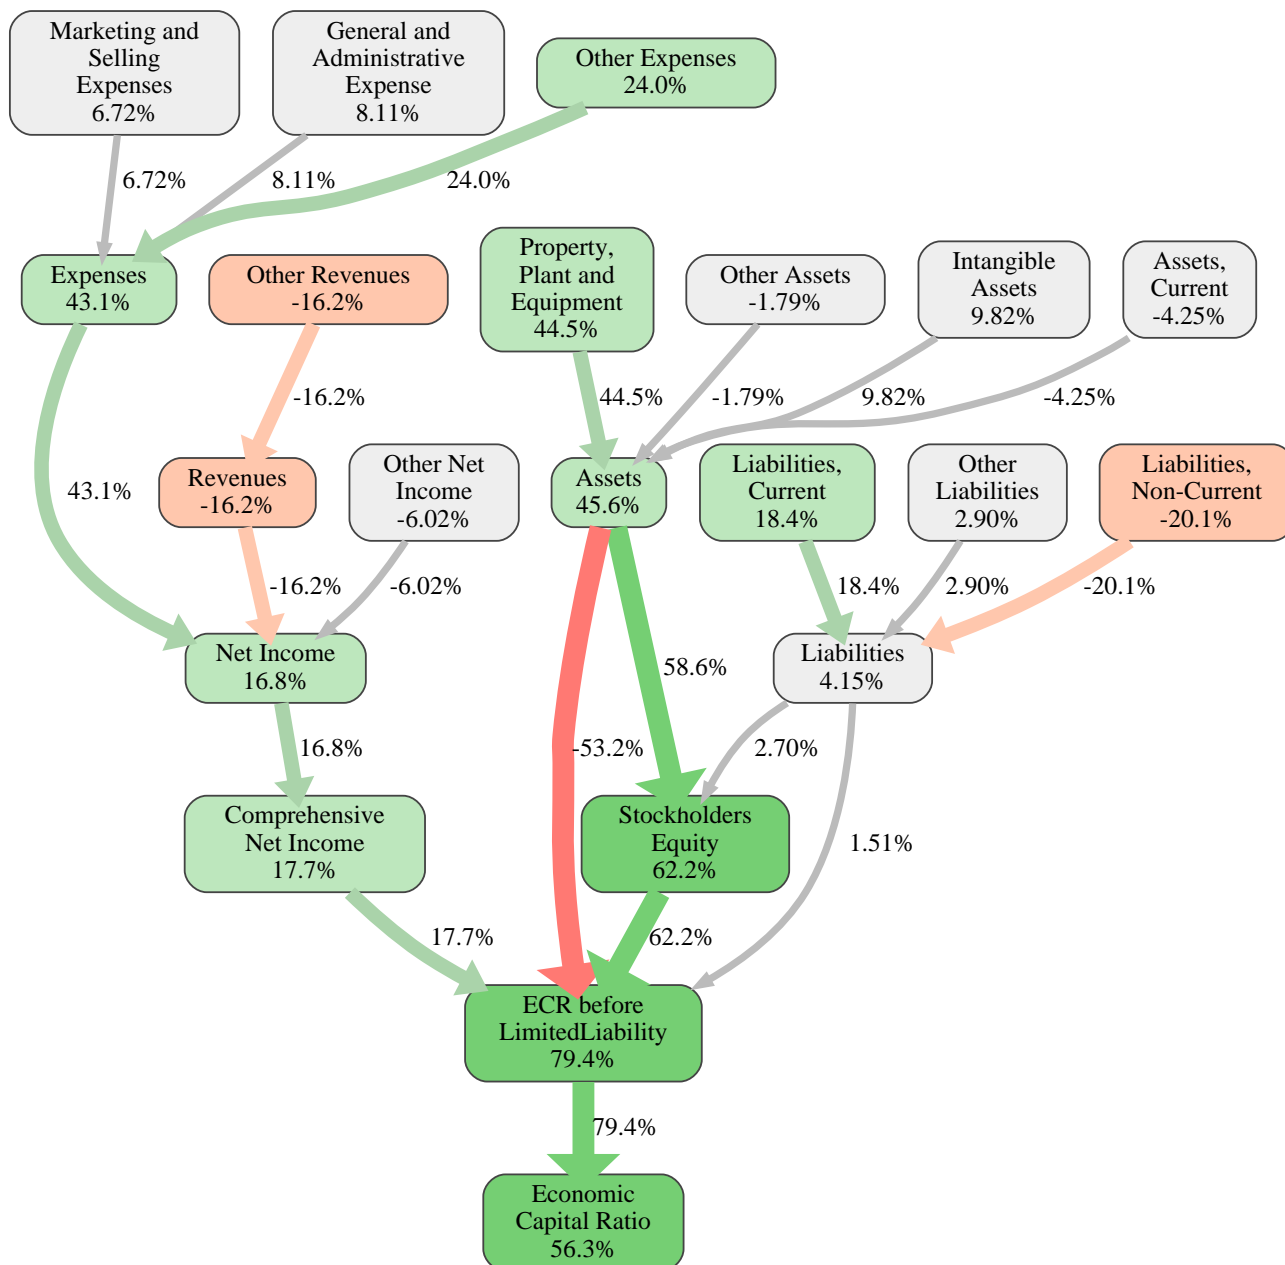 Marketing and
Selling
Expenses
6.72%
General and
Administrative
Expense
8.11%
Other Expenses
24.0%
6.72%
8.11%
24.0%
Expenses
43.1%
Other Revenues
-16.2%
Property,
Plant and
Equipment
44.5%
Other Assets
-1.79%
Intangible
Assets
9.82%
Assets,
Current
-4.25%
-16.2%
44.5%
-1.79%
9.82%
-4.25%
43.1%
Revenues
-16.2%
Other Net
Income
-6.02%
Assets
45.6%
Liabilities,
Current
18.4%
Other
Liabilities
2.90%
Liabilities,
Non-Current
-20.1%
-16.2%
-6.02%
18.4%
2.90%
-20.1%
Net Income
16.8%
58.6%
Liabilities
4.15%
16.8%
-53.2%
2.70%
Comprehensive
Net Income
17.7%
Stockholders
Equity
62.2%
1.51%
17.7%
62.2%
ECR before
LimitedLiability
79.4%
79.4%
Economic
Capital Ratio
56.3%